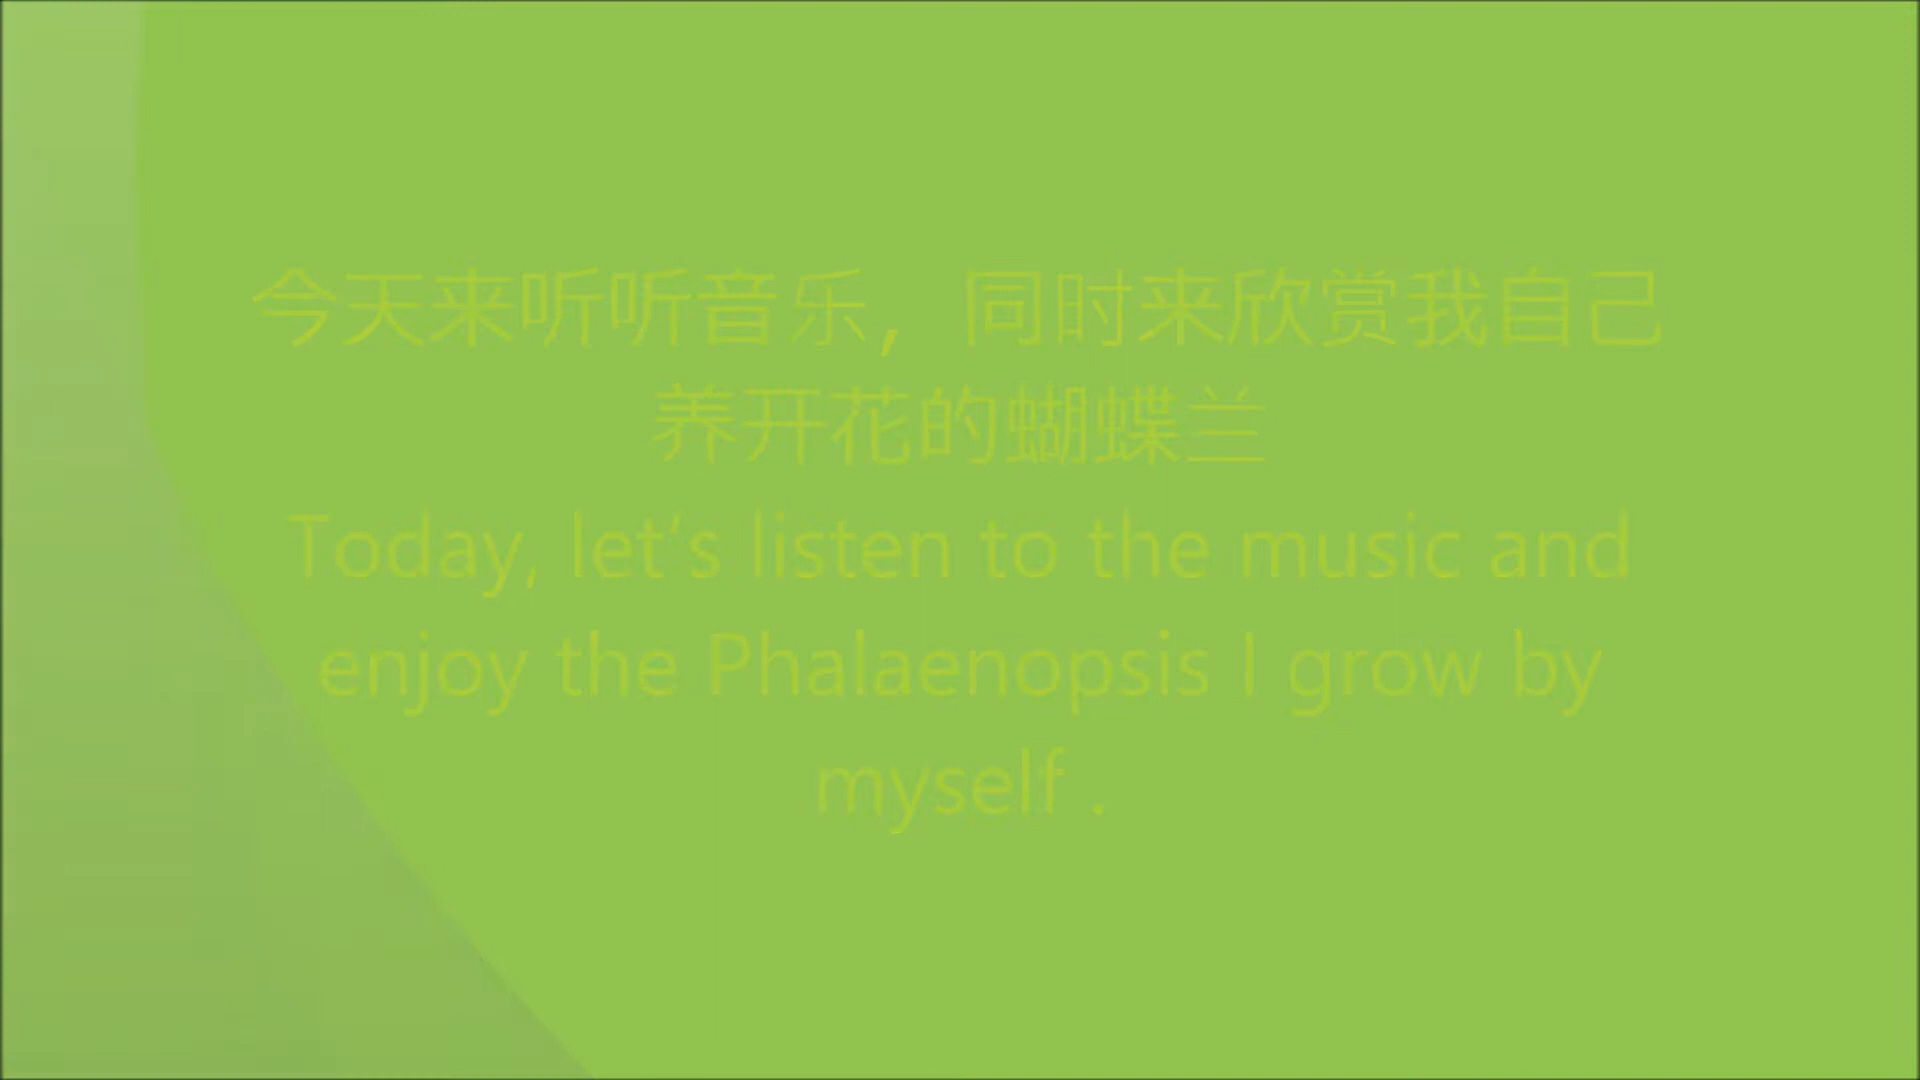 今天来听听音乐，同时来欣赏我自己
养开花的蝴蝶兰
Today, let’s listen to the music and
enjoy the Phalaenopsis I grow by
myself .